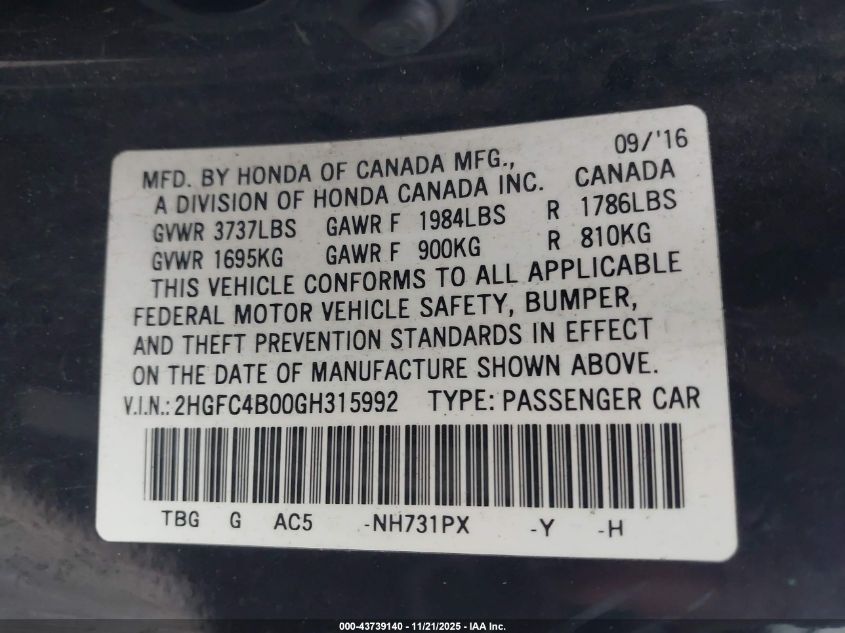 09/'16
MFD. BY HONDA OF CANADA MFG., CANADA
A DIVISION OF HONDA CANADA INC.
GVWR 3737LBS GAWR F 1984LBS R 1786LBS
GVWR 1695KG GAWR F 900KG R 810KG
THIS VEHICLE CONFORMS TO ALL APPLICABLE
FEDERAL MOTOR VEHICLE SAFETY, BUMPER,
AND THEFT PREVENTION STANDARDS IN EFFECT
ON THE DATE OF MANUFACTURE SHOWN ABOVE.
V.I.N.: 2HGFC4B00GH315992 TYPE: PASSENGER CAR
TBG G AC5 -NH731PX -Y -H
000-43739140 - 11/21/2025 - IAA Inc.